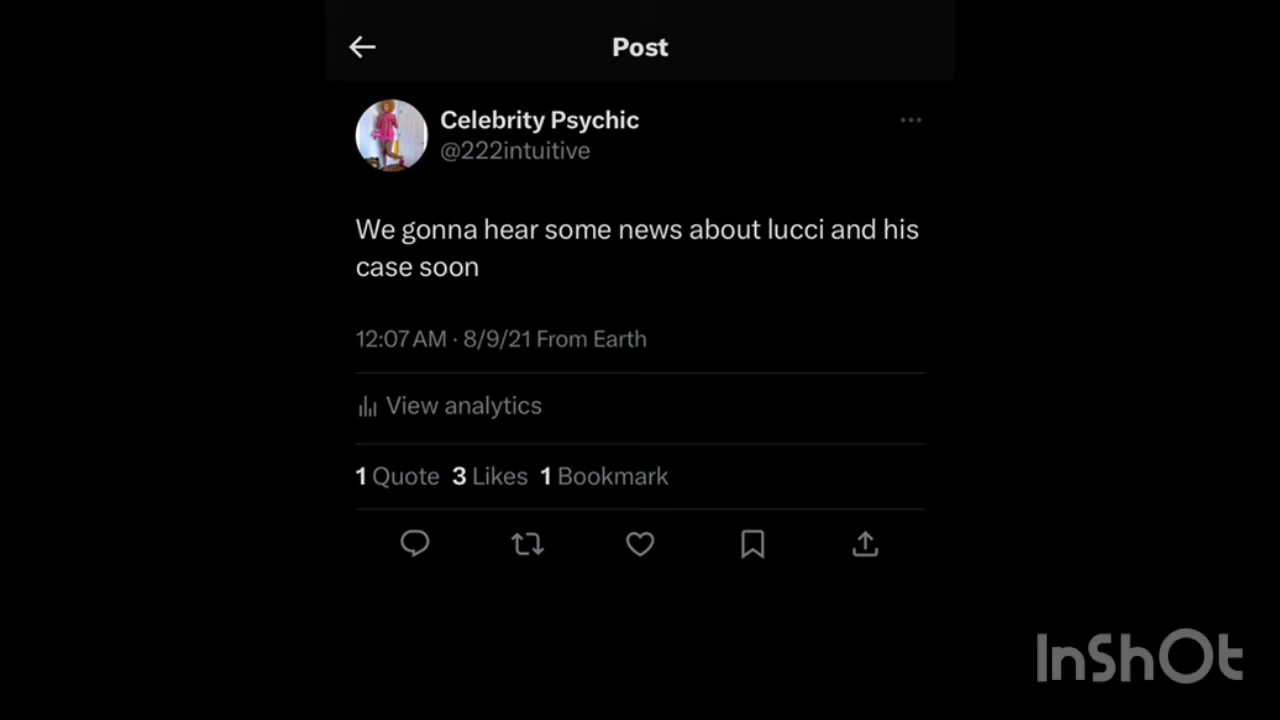 Post
Celebrity Psychic
@222intuitive
We gonna hear some news about lucci and his
case soon
12:07 AM · 8/9/21 From Earth
View analytics
1 Quote 3 Likes 1 Bookmark
InShOt